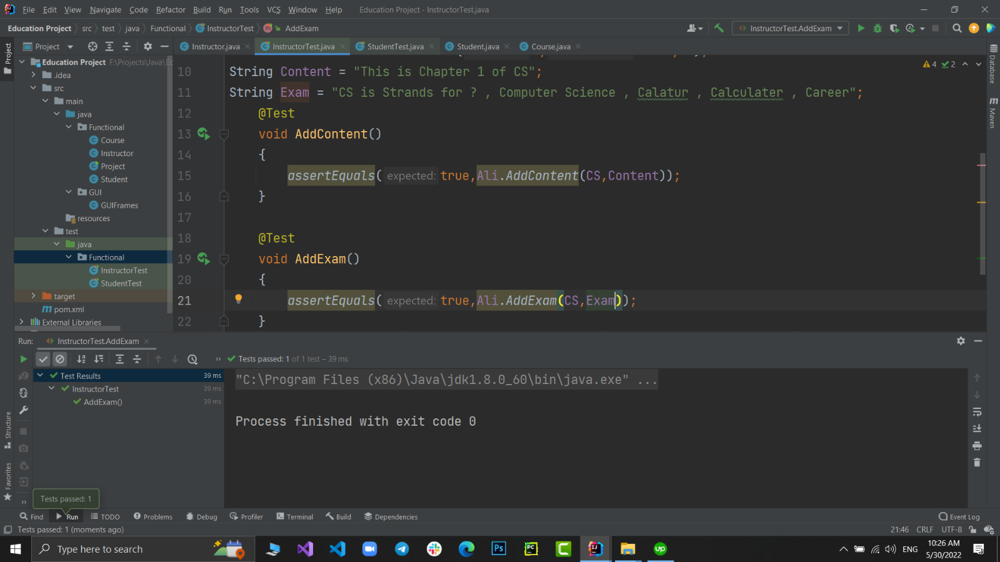 File Edit View Navigate Code Refactor Build Run Tools VCS Window Help Education Project - InstructorTest.java
Education Project src test java Functional InstructorTest AddExam InstructorTest.AddExam
Project
Instructor.java InstructorTest.java StudentTest.java Student.java Course.java
Project
Education Project F:\Projects\Java\Ec
.idea
src
main
java
Functional
Course
Instructor
Project
Student
GUI
GUIFrames
resources
test
java
Functional
InstructorTest
StudentTest
target
pom.xml
External Libraries
4 2
10 String Content = "This is Chapter 1 of CS";
11 String Exam = "CS is Strands for ? , Computer Science , Calatur , Calculater , Career";
12 @Test
13 void AddContent()
14 {
15 assertEquals( expected: true,Ali.AddContent(CS,Content));
16 }
17
18 @Test
19 void AddExam()
20 {
21 assertEquals( expected: true,Ali.AddExam(CS,Exam));
22 }
Database
Maven
Run: InstructorTest.AddExam
Tests passed: 1 of 1 test – 39 ms
Test Results 39 ms
InstructorTest 39 ms
AddExam() 39 ms
"C:\Program Files (x86)\Java\jdk1.8.0_60\bin\java.exe" ...
Process finished with exit code 0
Structure
Favorites
Tests passed: 1
Find Run TODO Problems Debug Profiler Terminal Build Dependencies Event Log
Tests passed: 1 (moments ago) 21:46 CRLF UTF-8
Type here to search
PS
PC
C
IJ
up
ENG
10:26 AM
5/30/2022